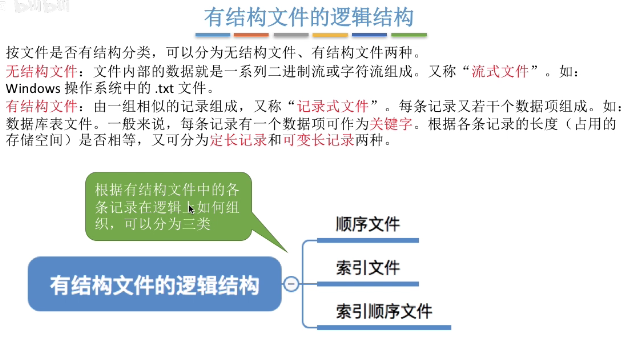 bilibili
有结构文件的逻辑结构
按文件是否有结构分类，可以分为无结构文件、有结构文件两种。
无结构文件：文件内部的数据就是一系列二进制流或字符流组成。又称“流式文件”。如：
Windows 操作系统中的 .txt 文件。
有结构文件：由一组相似的记录组成，又称“记录式文件”。每条记录又若干个数据项组成。如：
数据库表文件。一般来说，每条记录有一个数据项可作为关键字。根据各条记录的长度（占用的
存储空间）是否相等，又可分为定长记录和可变长记录两种。
根据有结构文件中的各
条记录在逻辑上如何组
织，可以分为三类
有结构文件的逻辑结构
顺序文件
索引文件
索引顺序文件